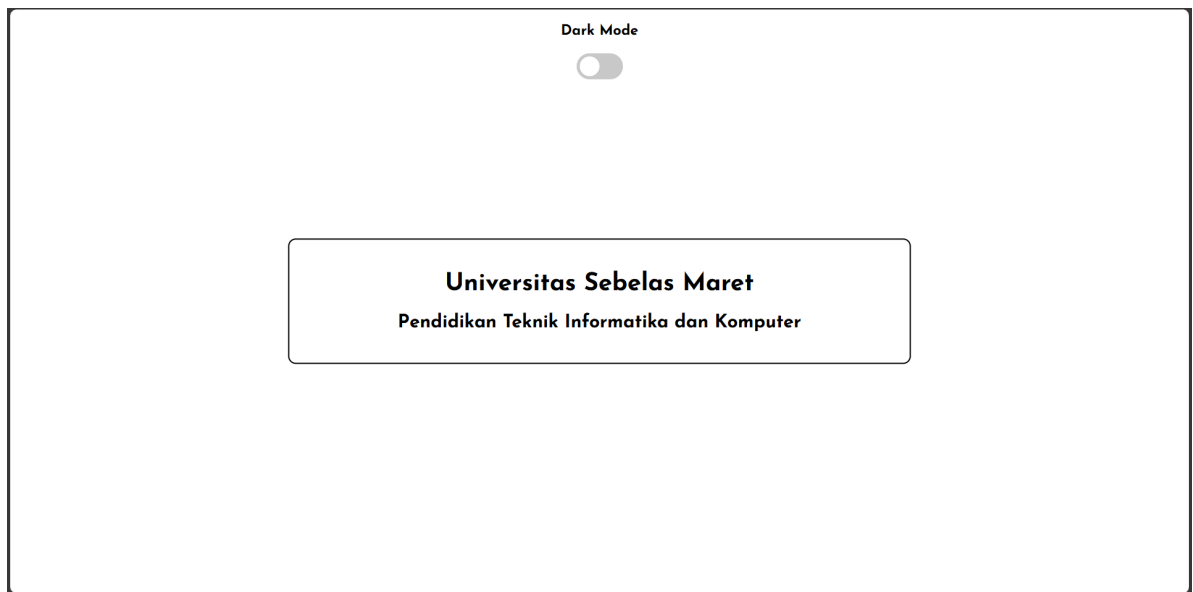 Dark Mode
Universitas Sebelas Maret
Pendidikan Teknik Informatika dan Komputer